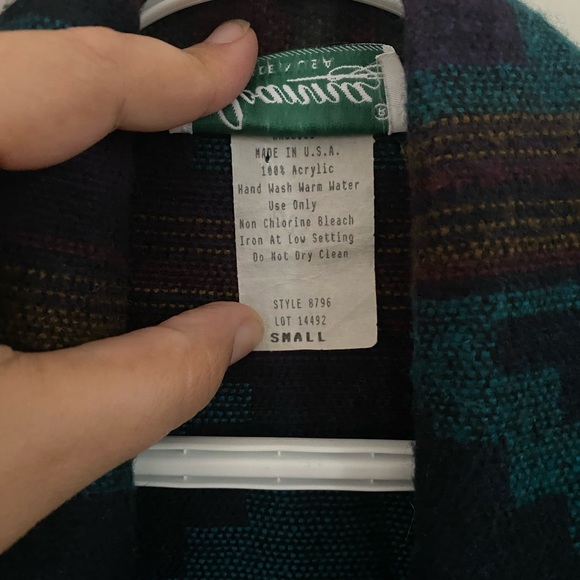 MADE IN U.S.A.
100% Acrylic
Hand Wash Warm Water
Use Only
Non Chlorine Bleach
Iron At Low Setting
Do Not Dry Clean
STYLE 8796
LOT 14492
SMALL